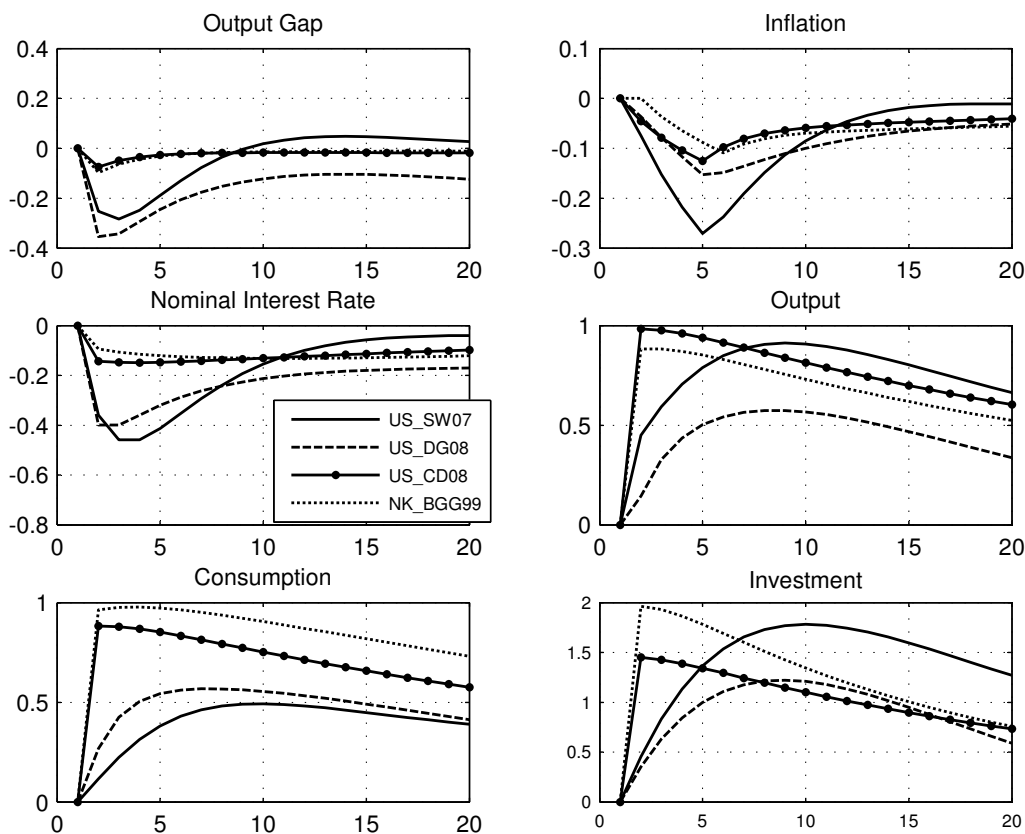 Output Gap
0.4
0.2
0
-0.2
-0.4
0 5 10 15 20
Inflation
0.1
0
-0.1
-0.2
-0.3
0 5 10 15 20
Nominal Interest Rate
0
-0.2
-0.4
-0.6
-0.8
0 5 10 15 20
US_SW07
US_DG08
US_CD08
NK_BGG99
Output
1
0.5
0
0 5 10 15 20
Consumption
1
0.5
0
0 5 10 15 20
Investment
2
1.5
1
0.5
0
0 5 10 15 20